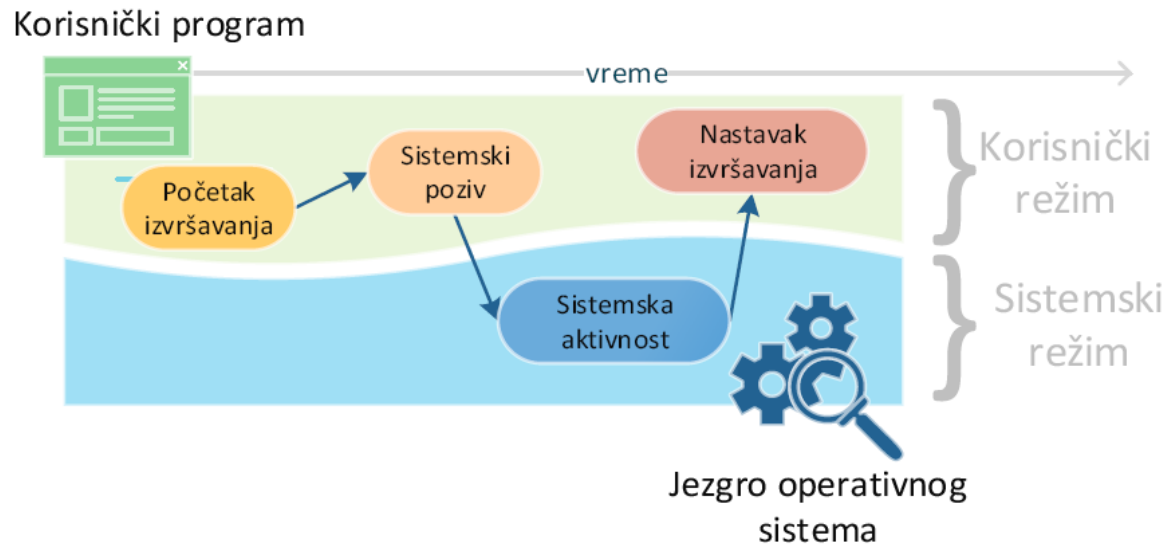 Korisnički program
vreme
Početak
izvršavanja
Sistemski
poziv
Nastavak
izvršavanja
Korisnički
režim
Sistemska
aktivnost
Sistemski
režim
Jezgro operativnog
sistema